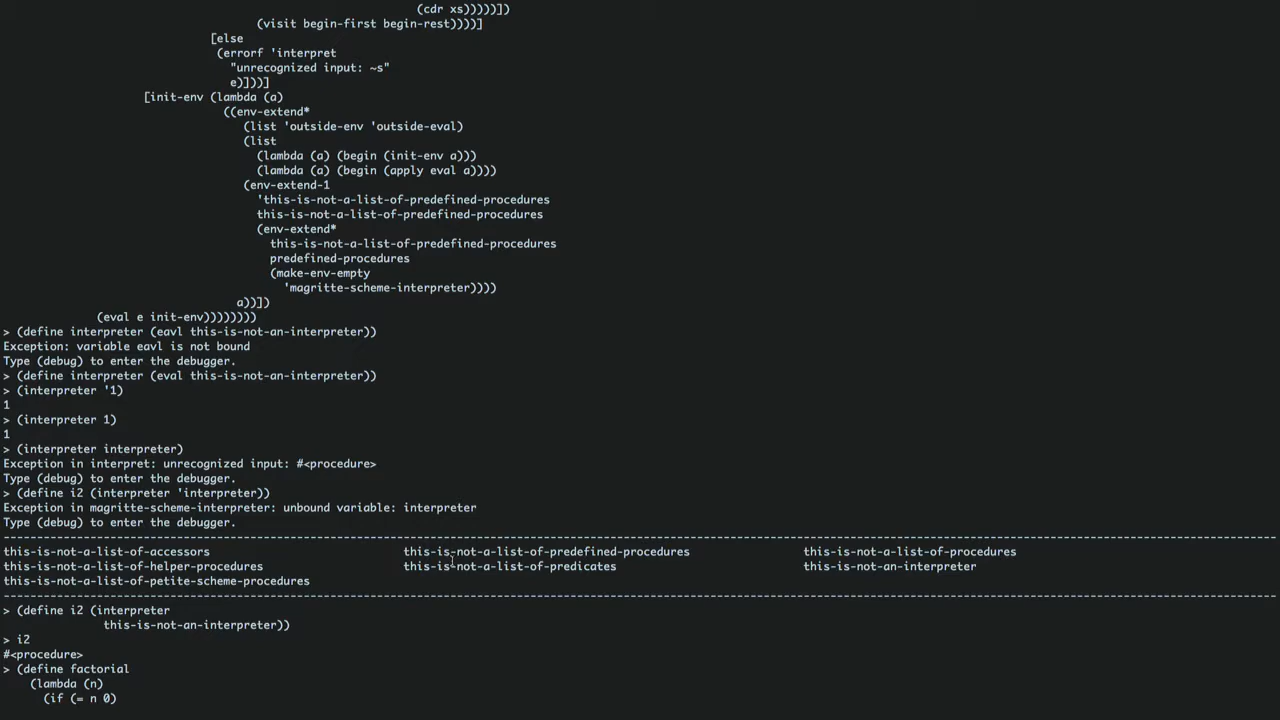 (cdr xs)))))])
(visit begin-first begin-rest))))]
[else
(errorf 'interpret
"unrecognized input: ~s"
e)]))]
[init-env (lambda (a)
((env-extend*
(list 'outside-env 'outside-eval)
(list
(lambda (a) (begin (init-env a)))
(lambda (a) (begin (apply eval a))))
(env-extend-1
'this-is-not-a-list-of-predefined-procedures
this-is-not-a-list-of-predefined-procedures
(env-extend*
this-is-not-a-list-of-predefined-procedures
predefined-procedures
(make-env-empty
'magritte-scheme-interpreter))))
a))])
(eval e init-env))))))))
> (define interpreter (eavl this-is-not-an-interpreter))
Exception: variable eavl is not bound
Type (debug) to enter the debugger.
> (define interpreter (eval this-is-not-an-interpreter))
> (interpreter '1)
1
> (interpreter 1)
1
> (interpreter interpreter)
Exception in interpret: unrecognized input: #<procedure>
Type (debug) to enter the debugger.
> (define i2 (interpreter 'interpreter))
Exception in magritte-scheme-interpreter: unbound variable: interpreter
Type (debug) to enter the debugger.
this-is-not-a-list-of-accessors this-is-not-a-list-of-predefined-procedures this-is-not-a-list-of-procedures
this-is-not-a-list-of-helper-procedures this-is-not-a-list-of-predicates this-is-not-an-interpreter
this-is-not-a-list-of-petite-scheme-procedures
> (define i2 (interpreter
this-is-not-an-interpreter))
> i2
#<procedure>
> (define factorial
(lambda (n)
(if (= n 0)